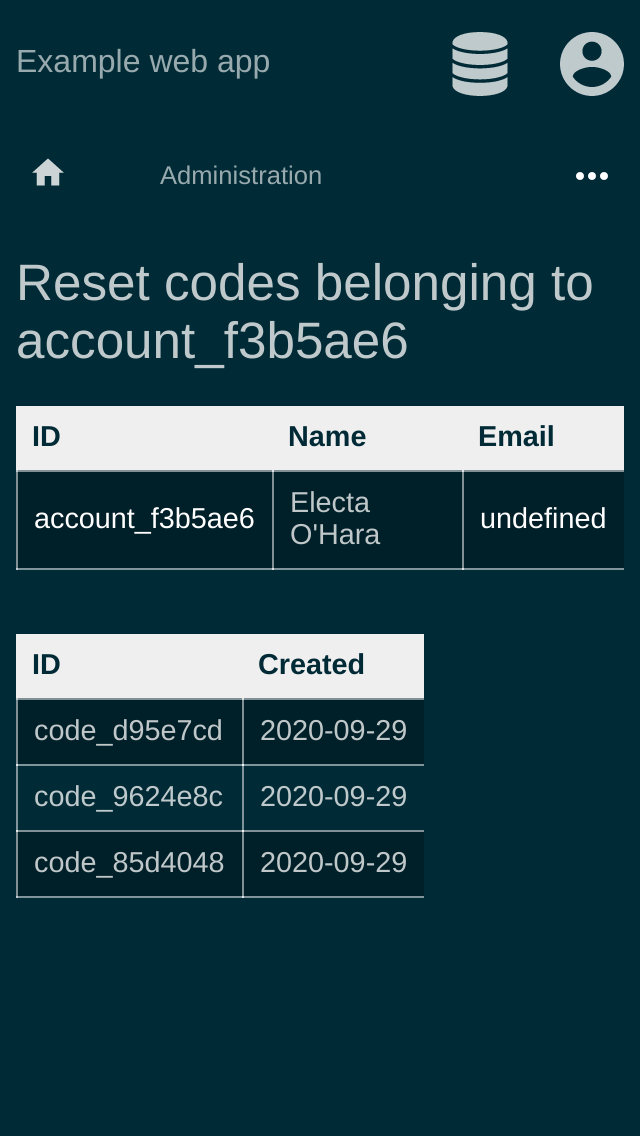 Example web app
Administration
Reset codes belonging to
account_f3b5ae6
ID Name Email
account_f3b5ae6 Electa O'Hara undefined
ID Created
code_d95e7cd 2020-09-29
code_9624e8c 2020-09-29
code_85d4048 2020-09-29